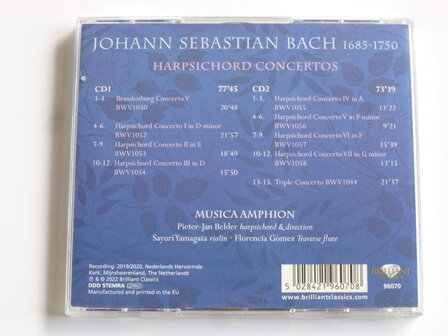 JOHANN SEBASTIAN BACH 1685-1750
HARPSICHORD CONCERTOS
CD1 77'45
1-3. Brandenburg Concerto V
BWV1050 20'48
4-6. Harpsichord Concerto I in D minor
BWV1052 21'57
7-9. Harpsichord Concerto II in E
BWV1053 18'49
10-12. Harpsichord Concerto III in D
BWV1054 15'50
CD2 73'39
1-3. Harpsichord Concerto IV in A
BWV1055 13'22
4-6. Harpsichord Concerto V in F minor
BWV1056 9'21
7-9. Harpsichord Concerto VI in F
BWV1057 15'39
10-12. Harpsichord Concerto VII in G minor
BWV1058 13'15
13-15. Triple Concerto BWV1044 21'37
MUSICA AMPHION
Pieter-Jan Belder harpsichord & direction
Sayuri Yamagata violin · Florencia Gómez Traverse flute
Recording: 2019/2020, Nederlands Hervormde
Kerk, Mijnsheerenland, The Netherlands
℗ & © 2022 Brilliant Classics
DDD STEMRA
Manufactured and printed in the EU
5 028421 960708
www.brilliantclassics.com
BRILLIANT
CLASSICS
96070